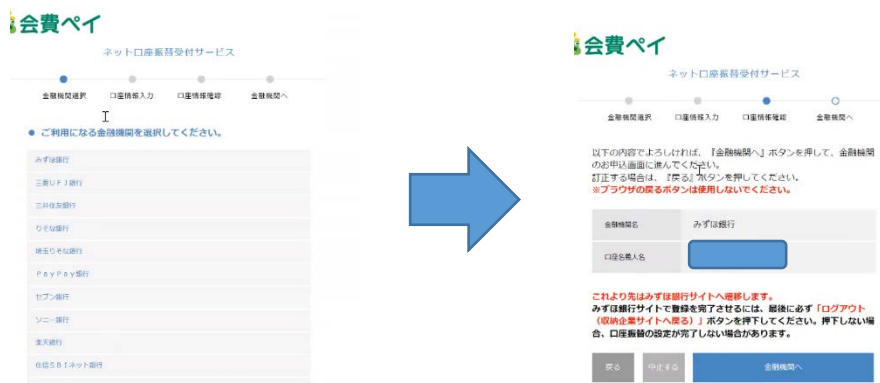 会費ペイ
ネット口座振替受付サービス
金融機関選択 口座情報入力 口座情報確認 金融機関へ
● ご利用になる金融機関を選択してください。
みずほ銀行
三菱UFJ銀行
三井住友銀行
りそな銀行
埼玉りそな銀行
PayPay銀行
セブン銀行
ソニー銀行
楽天銀行
住信SBIネット銀行
会費ペイ
ネット口座振替受付サービス
金融機関選択 口座情報入力 口座情報確認 金融機関へ
以下の内容でよろしければ、『金融機関へ』ボタンを押して、金融機関
のお申込画面に進んでください。
訂正する場合は、『戻る』ボタンを押してください。
※ブラウザの戻るボタンは使用しないでください。
金融機関名 みずほ銀行
口座名義人名
これより先はみずほ銀行サイトへ遷移します。
みずほ銀行サイトで登録を完了させるには、最後に必ず「ログアウト
（収納企業サイトへ戻る）」ボタンを押下してください。押下しない場
合、口座振替の設定が完了しない場合があります。
戻る 中止する 金融機関へ